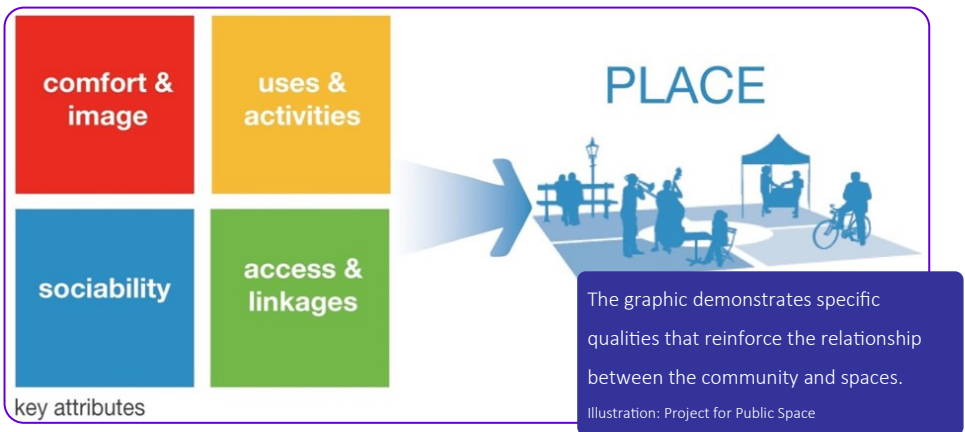 comfort &
image
uses &
activities
sociability
access &
linkages
key attributes
PLACE
The graphic demonstrates specific
qualities that reinforce the relationship
between the community and spaces.
Illustration: Project for Public Space